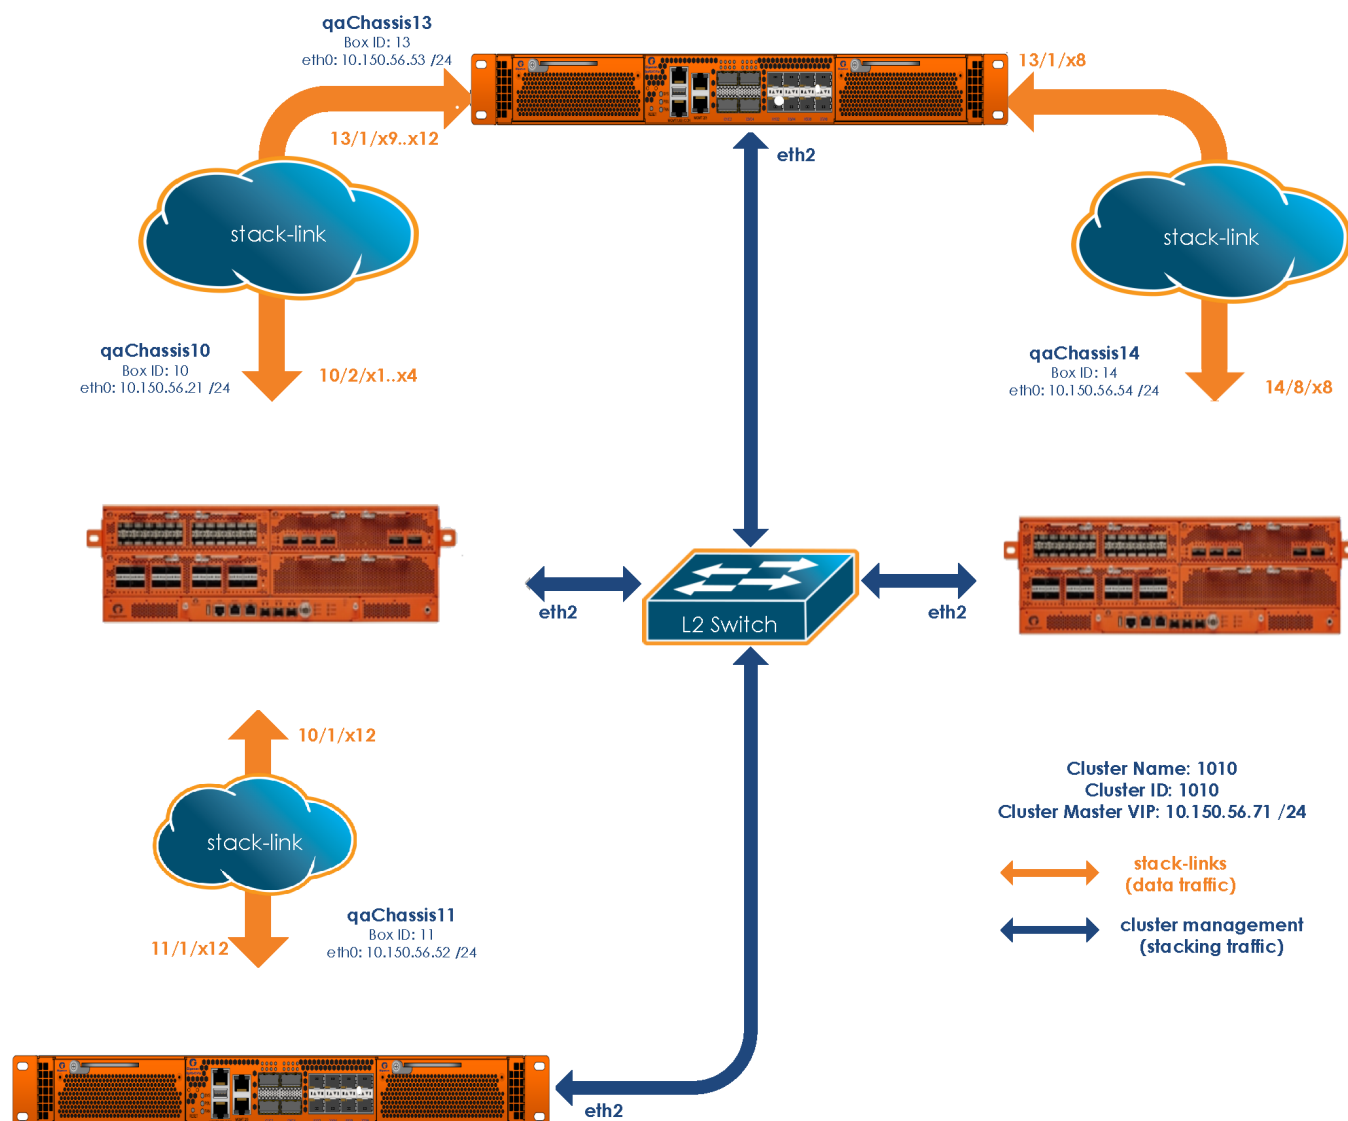 qaChassis13
Box ID: 13
eth0: 10.150.56.53 /24
13/1/x8
13/1/x9..x12
eth2
stack-link
stack-link
qaChassis10
Box ID: 10
eth0: 10.150.56.21 /24
10/2/x1..x4
qaChassis14
Box ID: 14
eth0: 10.150.56.54 /24
14/8/x8
eth2
eth2
L2 Switch
10/1/x12
stack-link
11/1/x12
qaChassis11
Box ID: 11
eth0: 10.150.56.52 /24
Cluster Name: 1010
Cluster ID: 1010
Cluster Master VIP: 10.150.56.71 /24
stack-links
(data traffic)
cluster management
(stacking traffic)
eth2